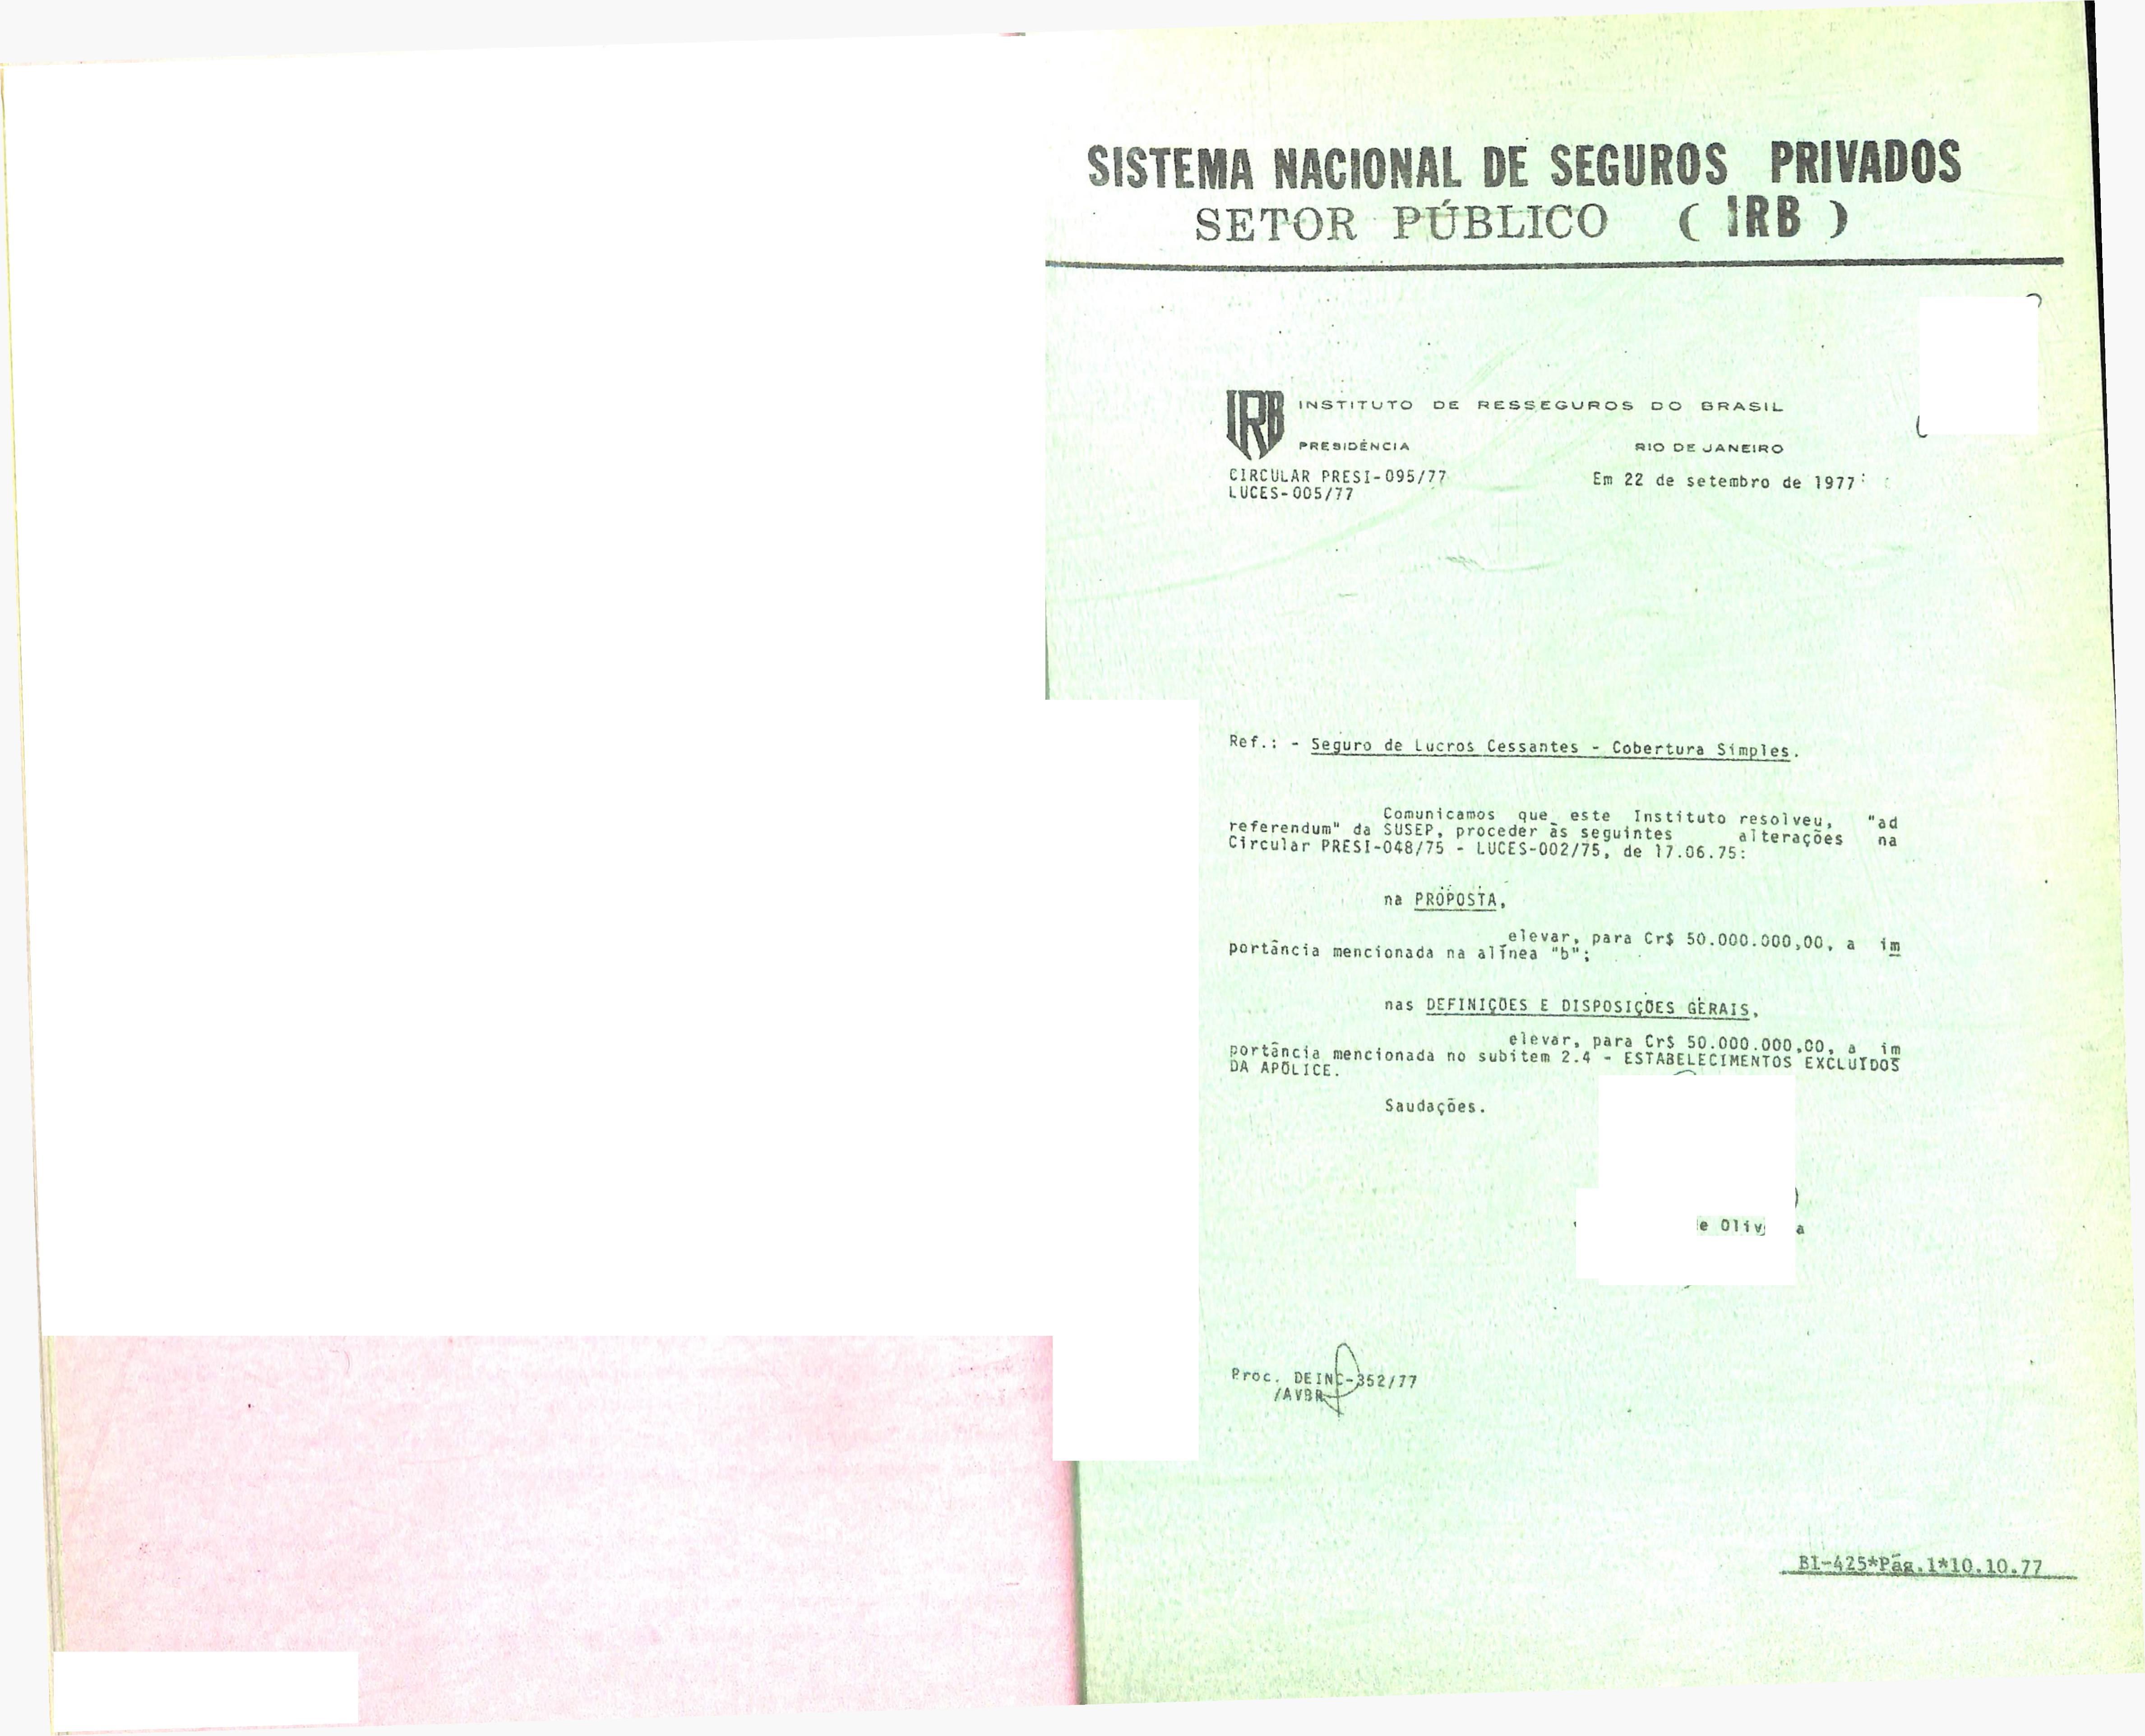 SISTEMA NACIONAL DE SEGUROS PRIVADOS
SETOR PÚBLICO ( IRB )
IRB INSTITUTO DE RESSEGUROS DO BRASIL
PRESIDÊNCIA RIO DE JANEIRO
CIRCULAR PRESI-095/77 Em 22 de setembro de 1977
LUCES-005/77
Ref.: - Seguro de Lucros Cessantes - Cobertura Simples.
Comunicamos que este Instituto resolveu, "ad
referendum" da SUSEP, proceder às seguintes alterações na
Circular PRESI-048/75 - LUCES-002/75, de 17.06.75:
na PROPOSTA,
elevar, para Cr$ 50.000.000,00, a im
portância mencionada na alínea "b";
nas DEFINIÇÕES E DISPOSIÇÕES GERAIS,
elevar, para Cr$ 50.000.000,00, a im
portância mencionada no subitem 2.4 - ESTABELECIMENTOS EXCLUÍDOS
DA APÓLICE.
Saudações.
e Oliv a
Proc. DEINC-352/77
/AVBR
BI-425*Pág.1*10.10.77